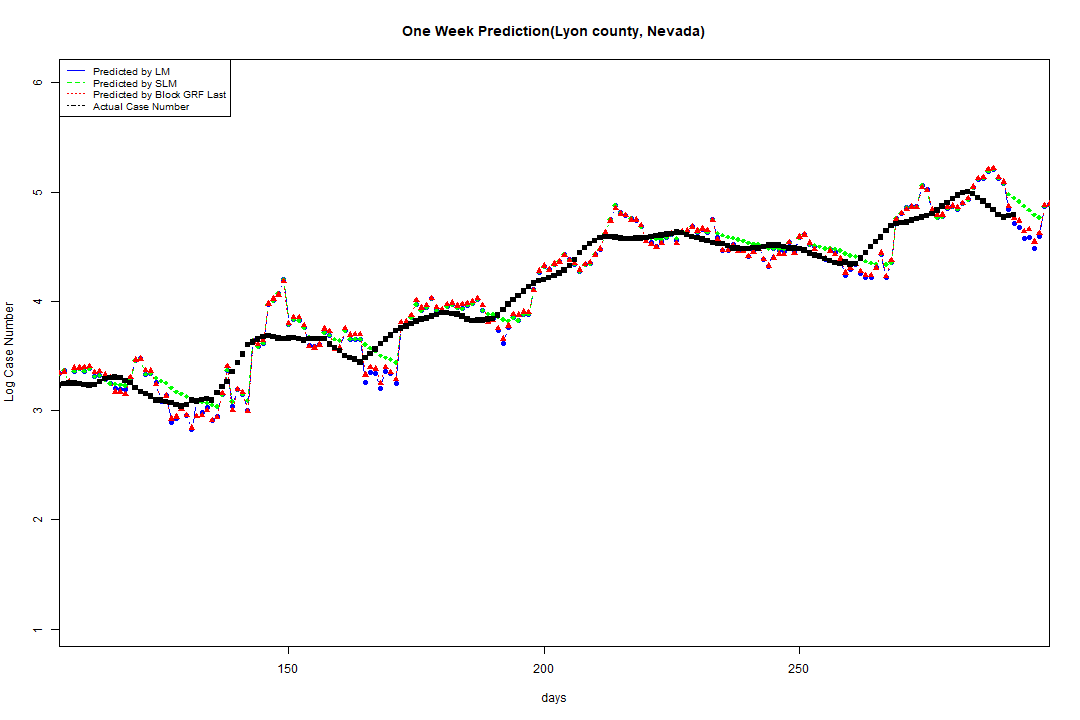 One Week Prediction(Lyon county, Nevada)
Predicted by LM
Predicted by SLM
Predicted by Block GRF Last
Actual Case Number
6
5
4
3
2
1
Log Case Number
150
200
250
days